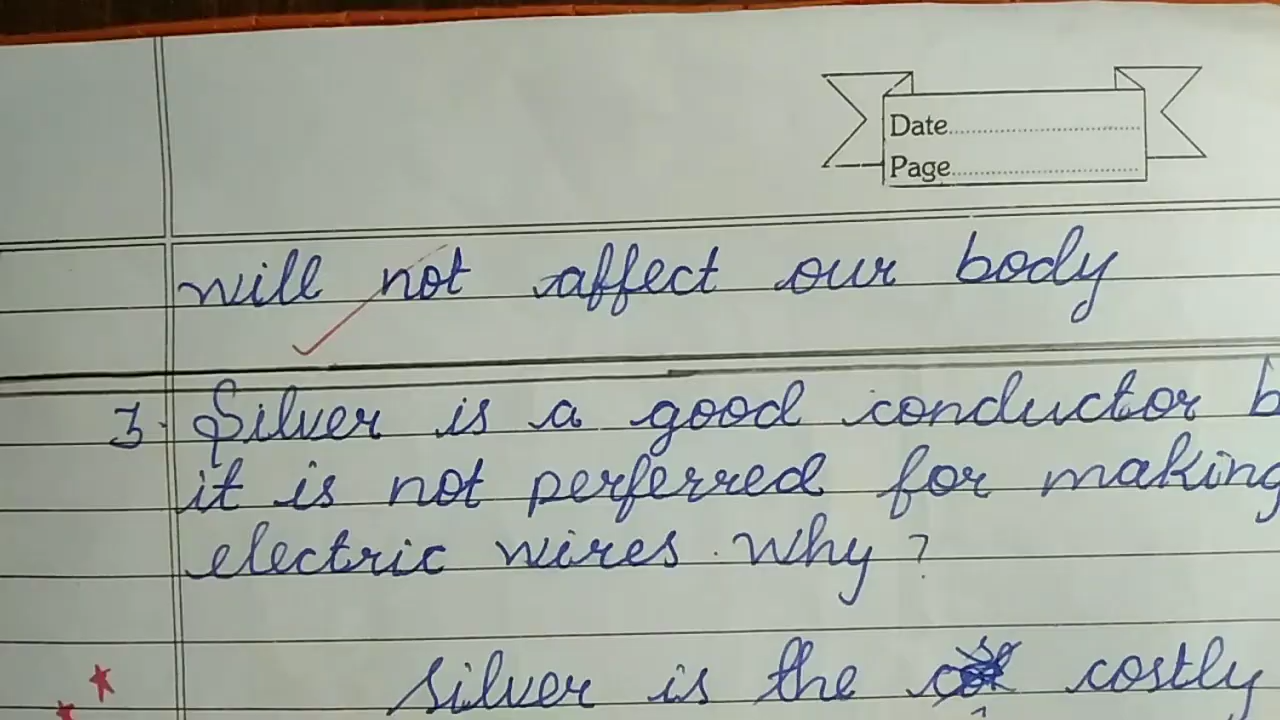 Date
Page
will not affect our body
3. Silver is a good conductor b
it is not perferred for making
electric wires. Why?
silver is the costly